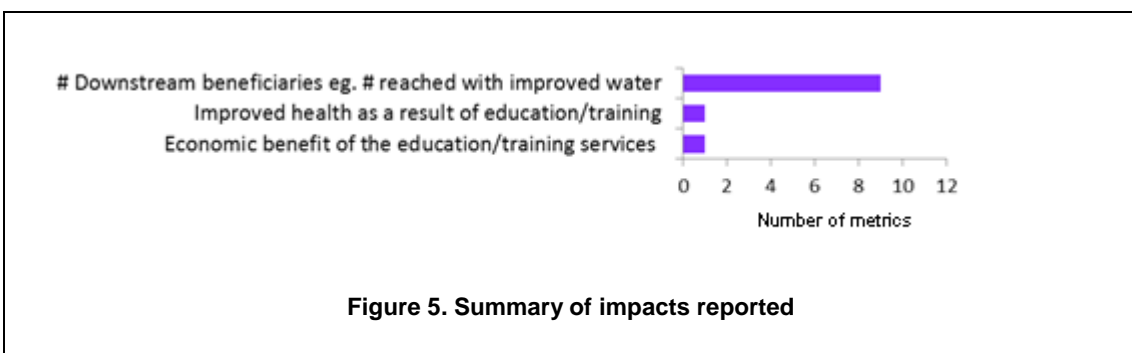 # Downstream beneficiaries eg. # reached with improved water
Improved health as a result of education/training
Economic benefit of the education/training services
0 2 4 6 8 10 12
Number of metrics
Figure 5. Summary of impacts reported